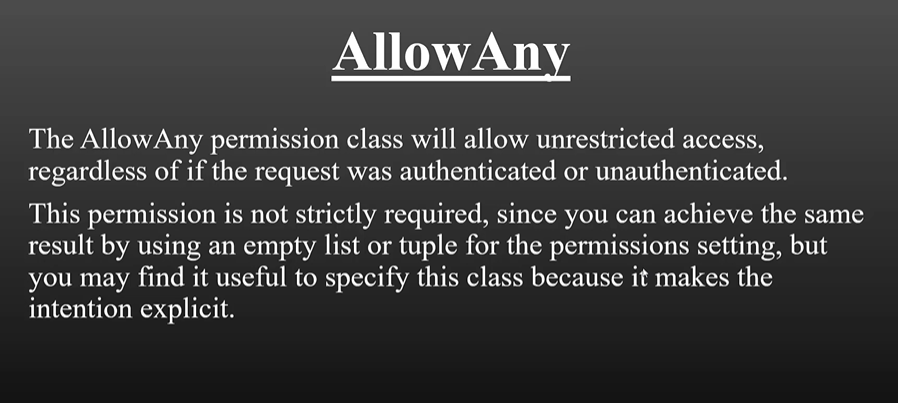 AllowAny
The AllowAny permission class will allow unrestricted access,
regardless of if the request was authenticated or unauthenticated.
This permission is not strictly required, since you can achieve the same
result by using an empty list or tuple for the permissions setting, but
you may find it useful to specify this class because it makes the
intention explicit.